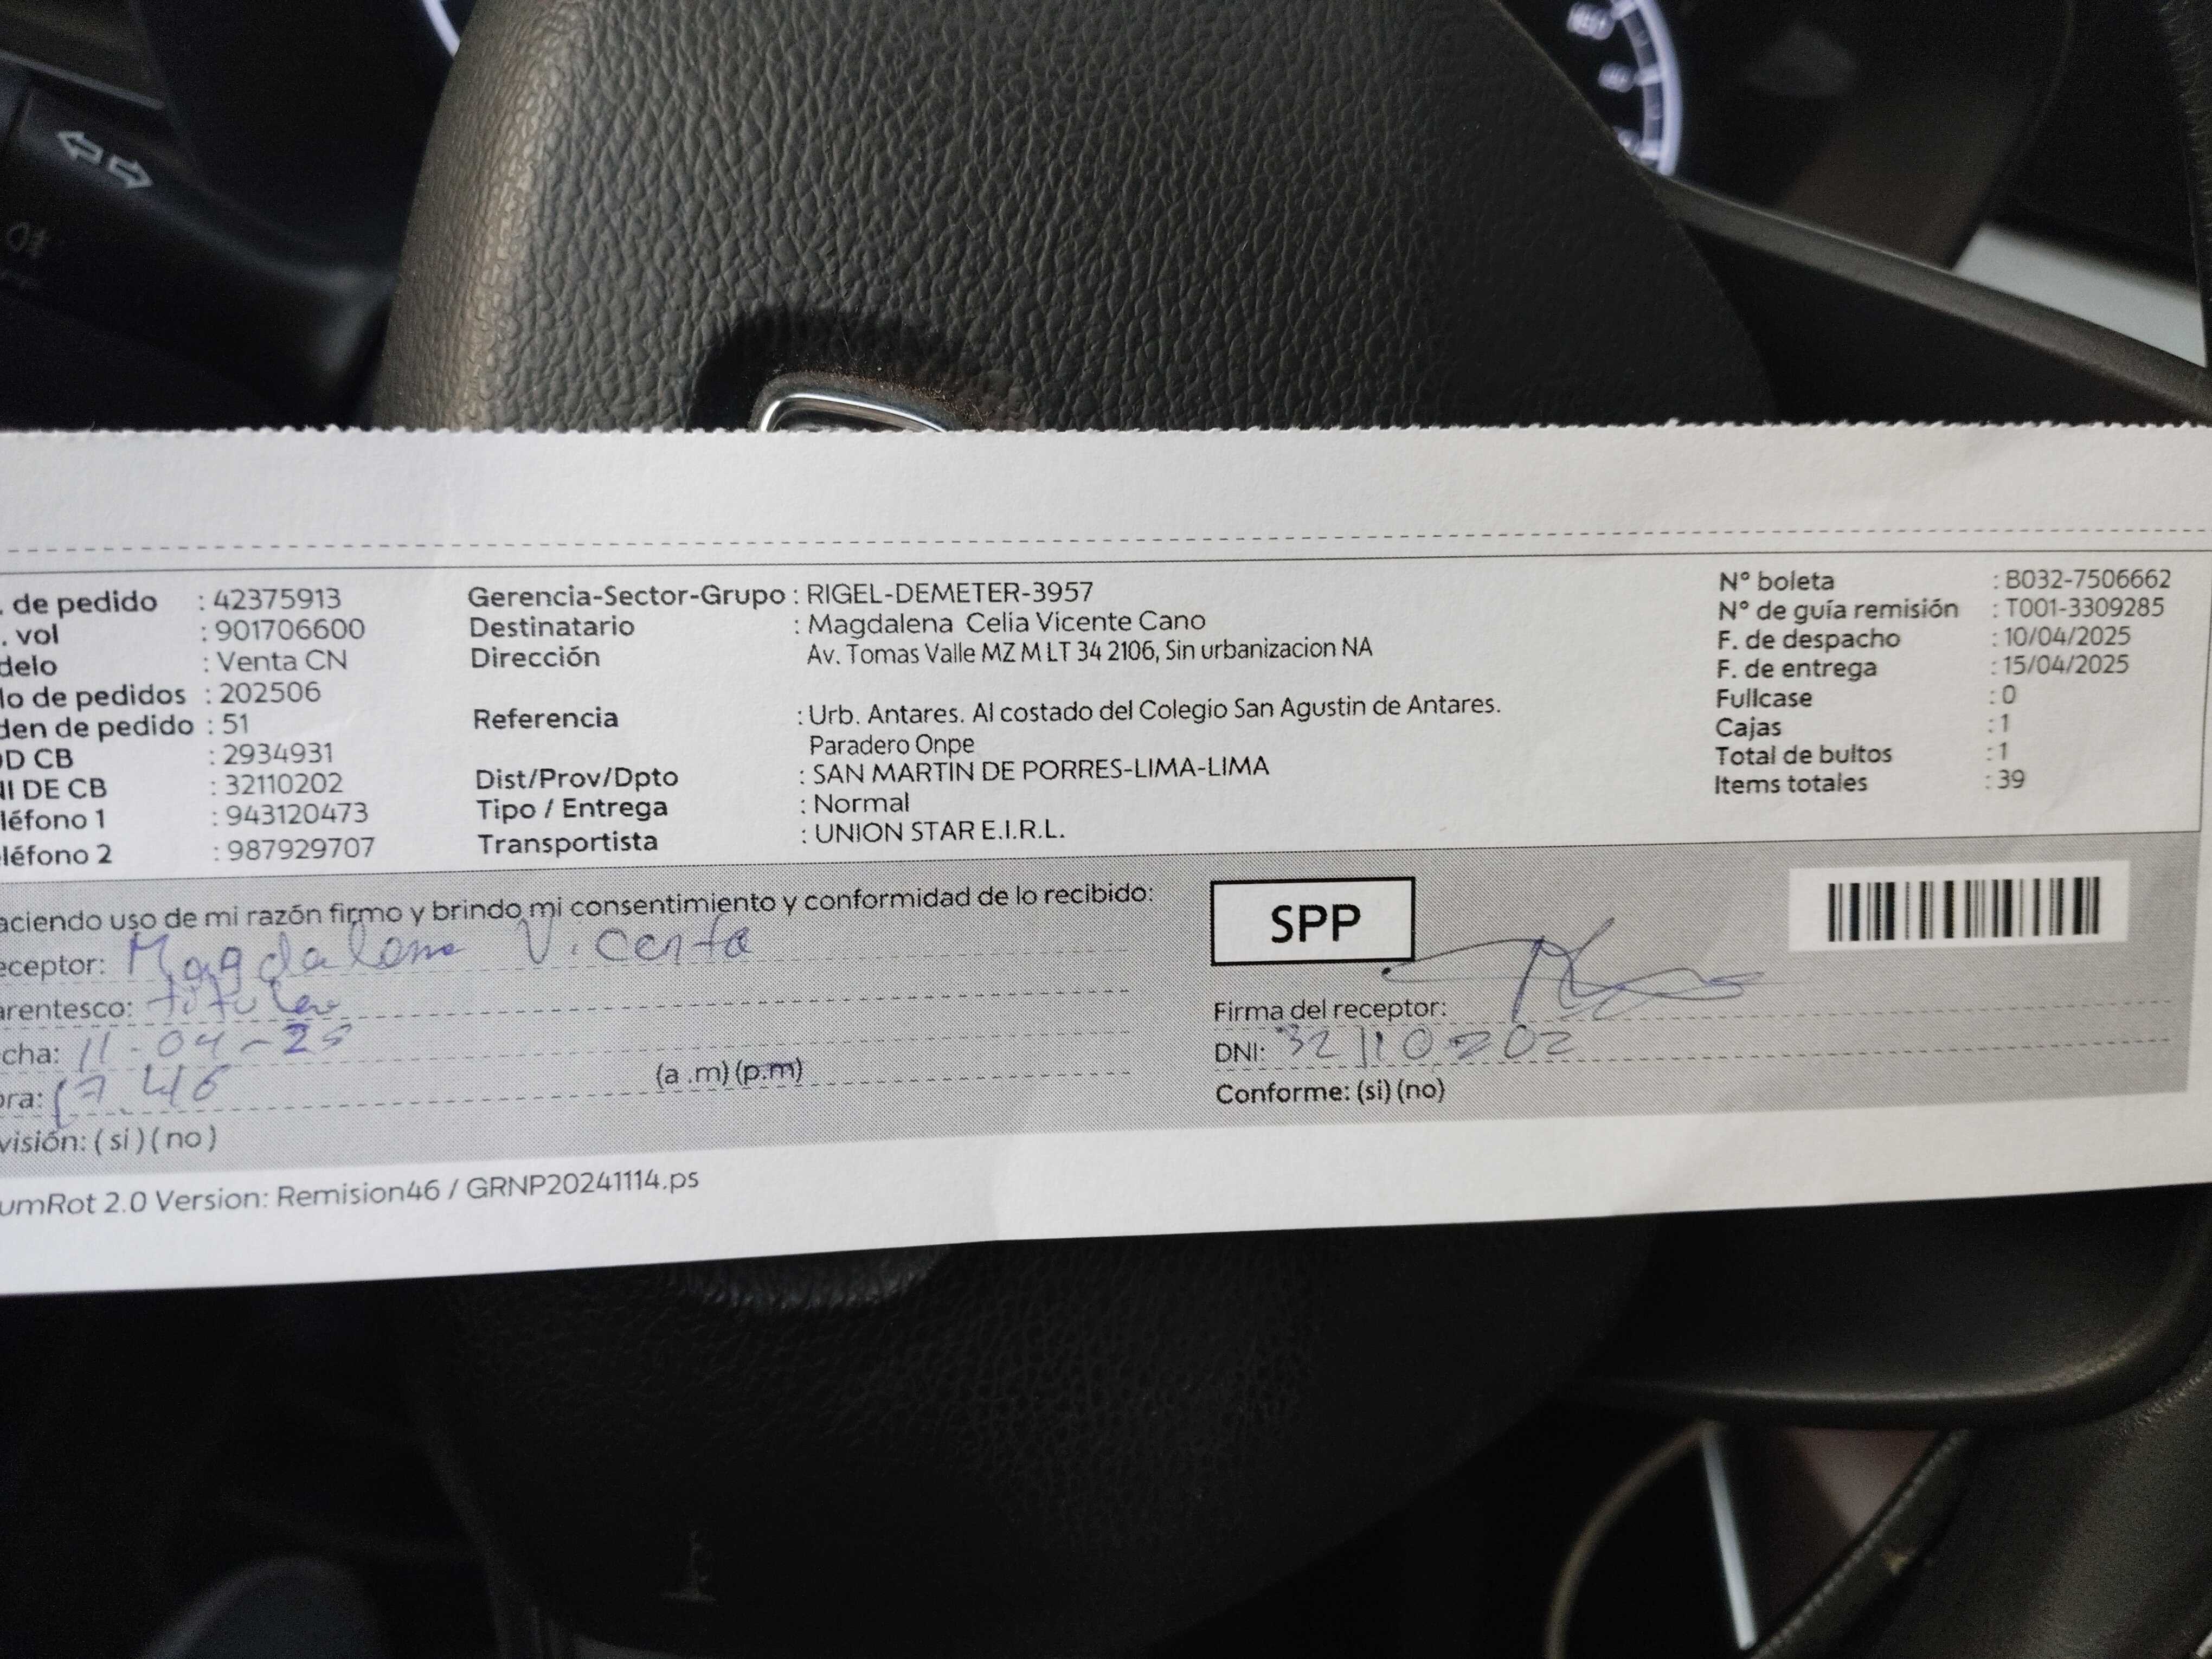 . de pedido : 42375913
. vol : 901706600
delo : Venta CN
lo de pedidos : 202506
den de pedido : 51
OD CB : 2934931
NI DE CB : 32110202
léfono 1 : 943120473
léfono 2 : 987929707
Gerencia-Sector-Grupo : RIGEL-DEMETER-3957
Destinatario : Magdalena Celia Vicente Cano
Dirección Av. Tomas Valle MZ M LT 34 2106, Sin urbanizacion NA
Referencia : Urb. Antares. Al costado del Colegio San Agustin de Antares.
Paradero Onpe
Dist/Prov/Dpto : SAN MARTIN DE PORRES-LIMA-LIMA
Tipo / Entrega : Normal
Transportista : UNION STAR E.I.R.L.
N° boleta : B032-7506662
N° de guía remisión : T001-3309285
F. de despacho : 10/04/2025
F. de entrega : 15/04/2025
Fullcase : 0
Cajas : 1
Total de bultos : 1
Items totales : 39
aciendo uso de mi razón firmo y brindo mi consentimiento y conformidad de lo recibido:
eceptor: Magdalena Vicente
arentesco: titular
cha: 11-04-25
ora: 17.46 (a .m) (p.m)
visión: ( si ) ( no )
SPP
Firma del receptor:
DNI: 32110202
Conforme: (si) (no)
umRot 2.0 Version: Remision46 / GRNP20241114.ps